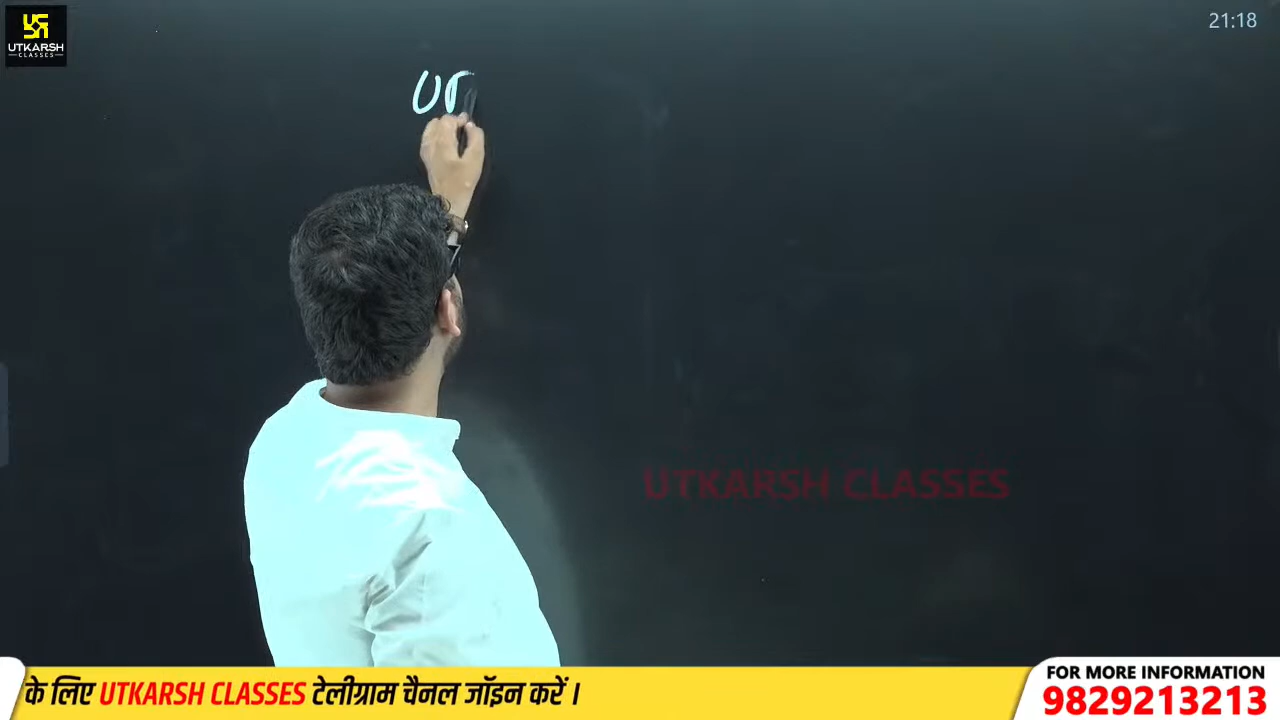 UTKARSH
CLASSES
21:18
UTKARSH CLASSES
के लिए UTKARSH CLASSES टेलीग्राम चैनल जॉइन करें ।
FOR MORE INFORMATION
9829213213